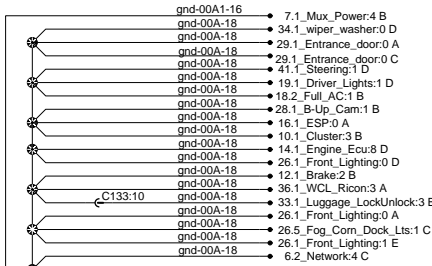 gnd-00A1-16 7.1_Mux_Power:4 B
gnd-00A-18 34.1_wiper_washer:0 D
gnd-00A-18 29.1_Entrance_door:0 A
gnd-00A-18 29.1_Entrance_door:0 C
gnd-00A-18 41.1_Steering:1 D
gnd-00A-18 19.1_Driver_Lights:1 D
gnd-00A-18 18.2_Full_AC:1 B
gnd-00A-18 28.1_B-Up_Cam:1 B
gnd-00A-18 16.1_ESP:0 A
gnd-00A-18 10.1_Cluster:3 B
gnd-00A-18 14.1_Engine_Ecu:8 D
gnd-00A-18 26.1_Front_Lighting:0 D
gnd-00A-18 12.1_Brake:2 B
gnd-00A-18 36.1_WCL_Ricon:3 A
C133:10 gnd-00A-18 33.1_Luggage_LockUnlock:3 E
gnd-00A-18 26.1_Front_Lighting:0 A
gnd-00A-18 26.5_Fog_Corn_Dock_Lts:1 C
gnd-00A-18 26.1_Front_Lighting:1 E
gnd-00A-18 6.2_Network:4 C